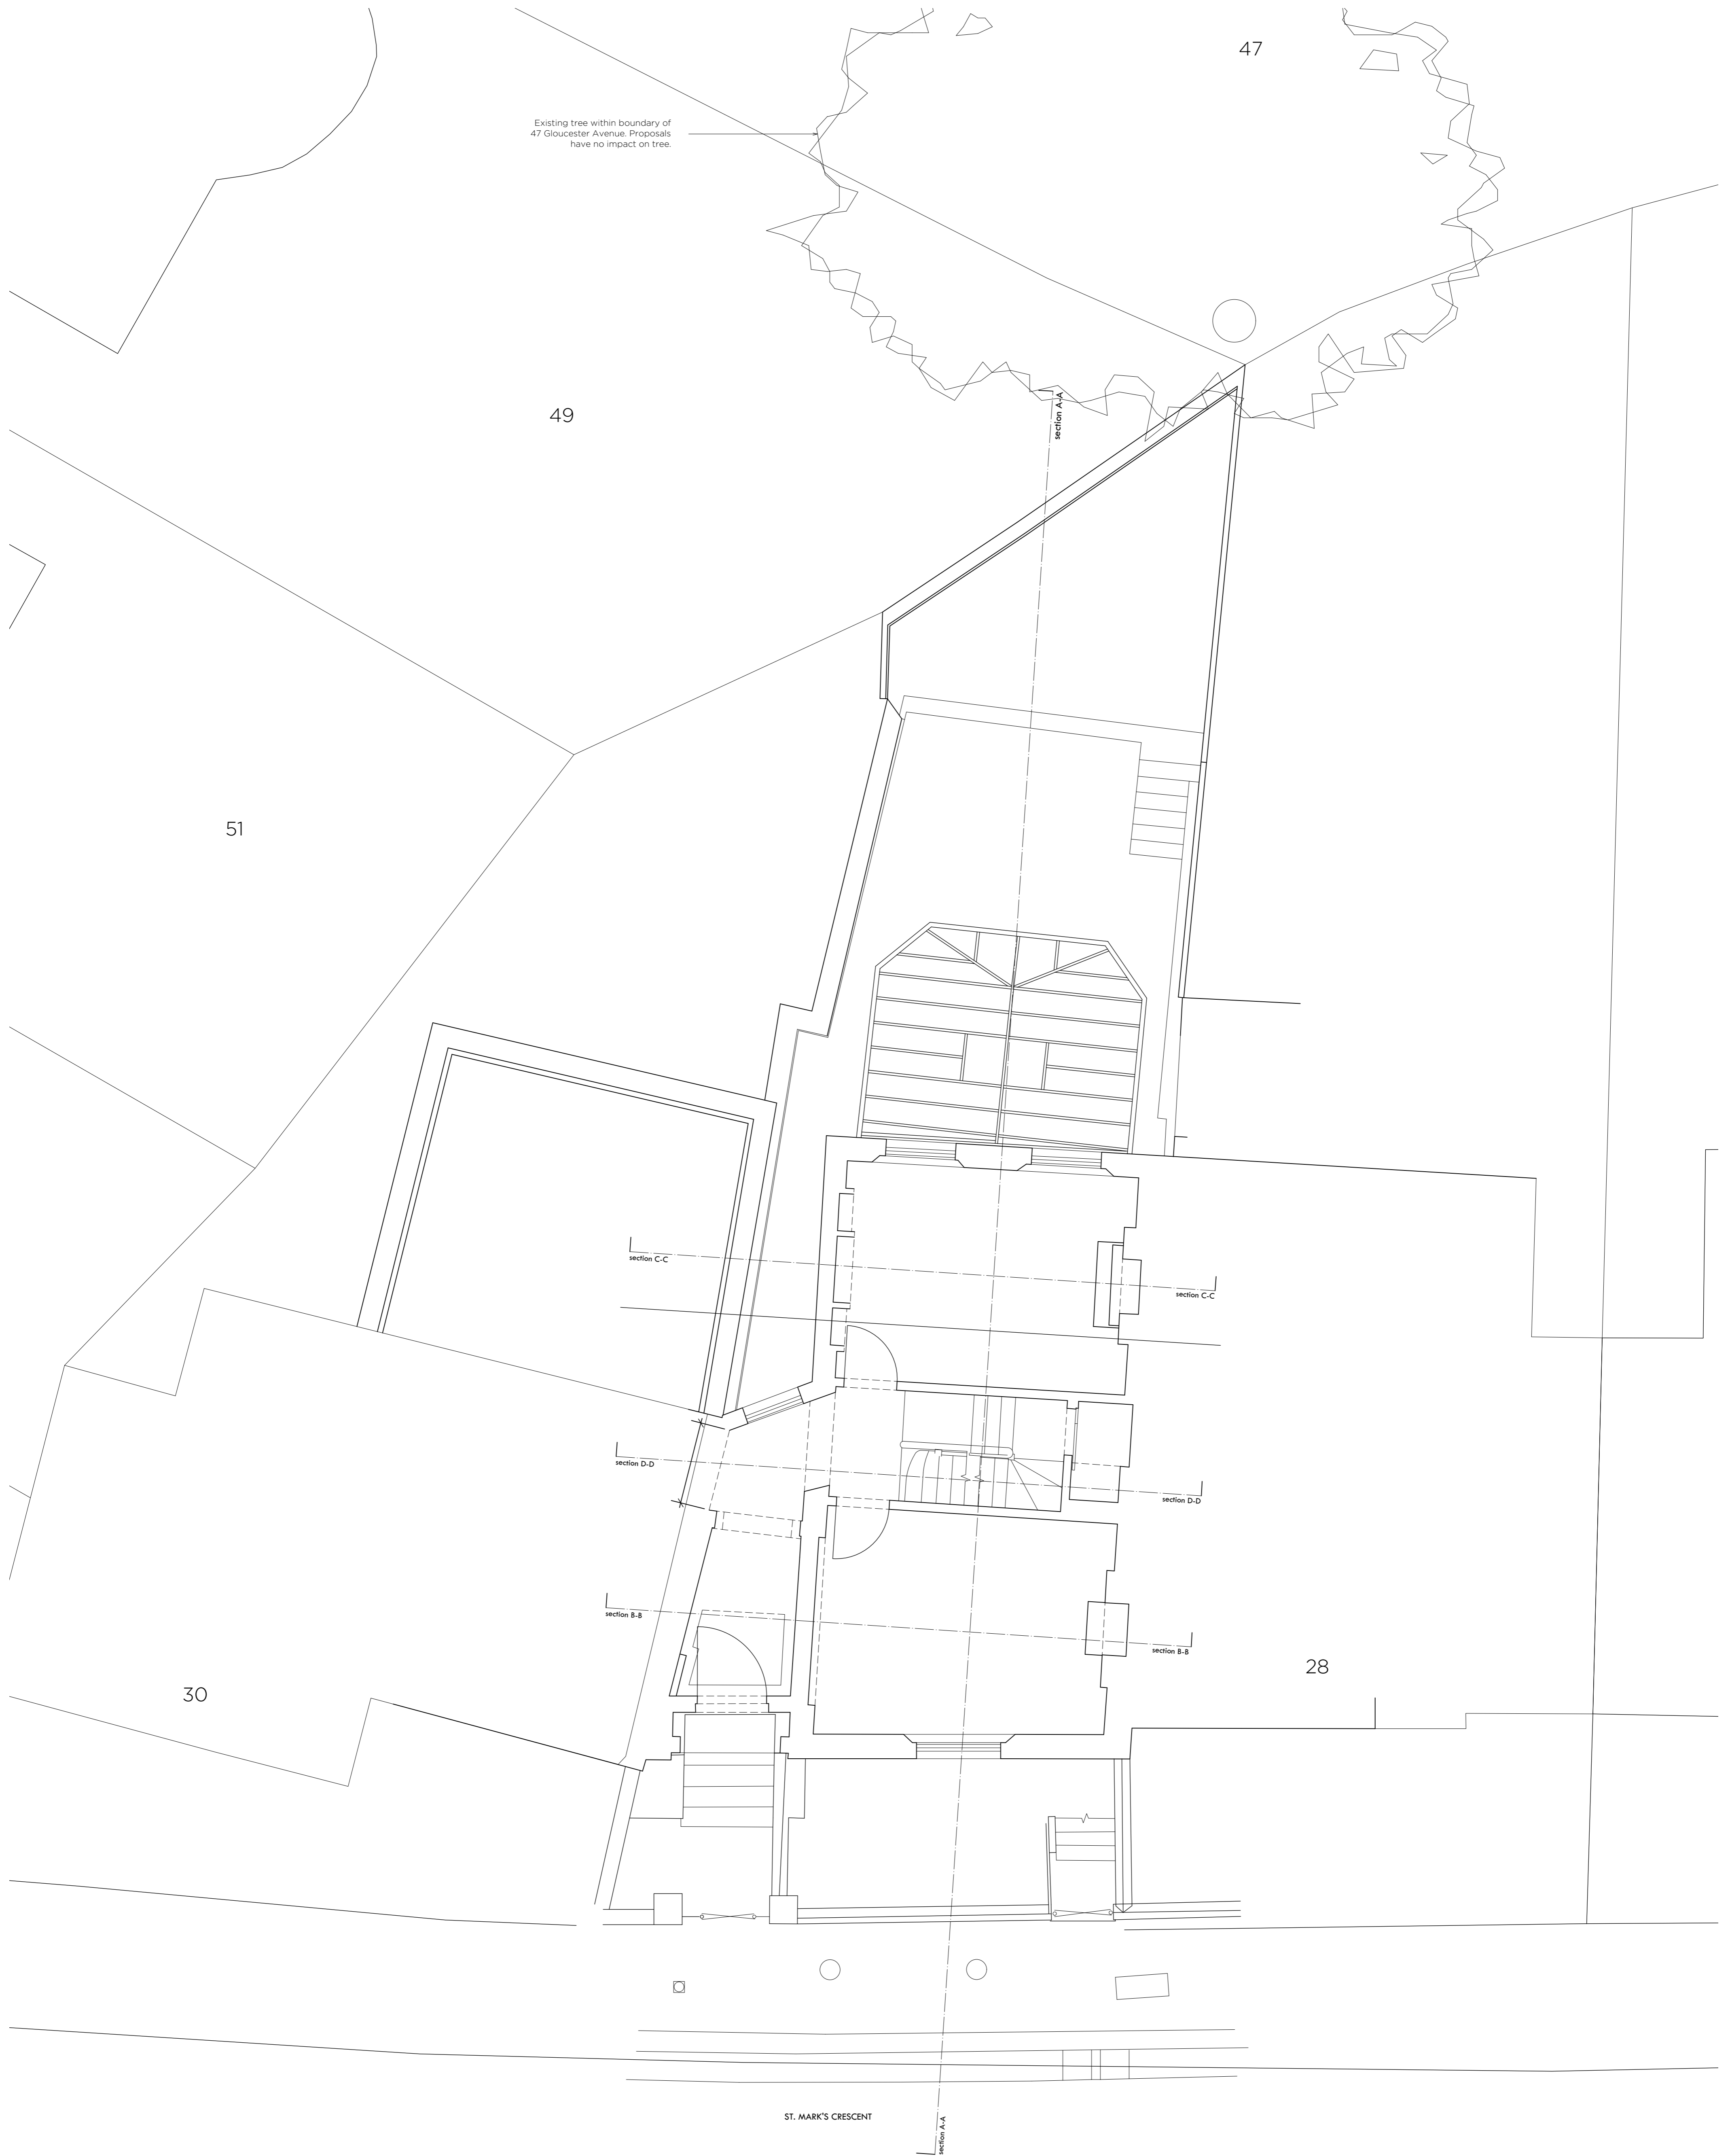 47
Existing tree within boundary of
47 Gloucester Avenue. Proposals
have no impact on tree.
49
section A-A
51
section C-C
section C-C
section D-D
section D-D
section B-B
section B-B
28
30
ST. MARK'S CRESCENT
section A-A